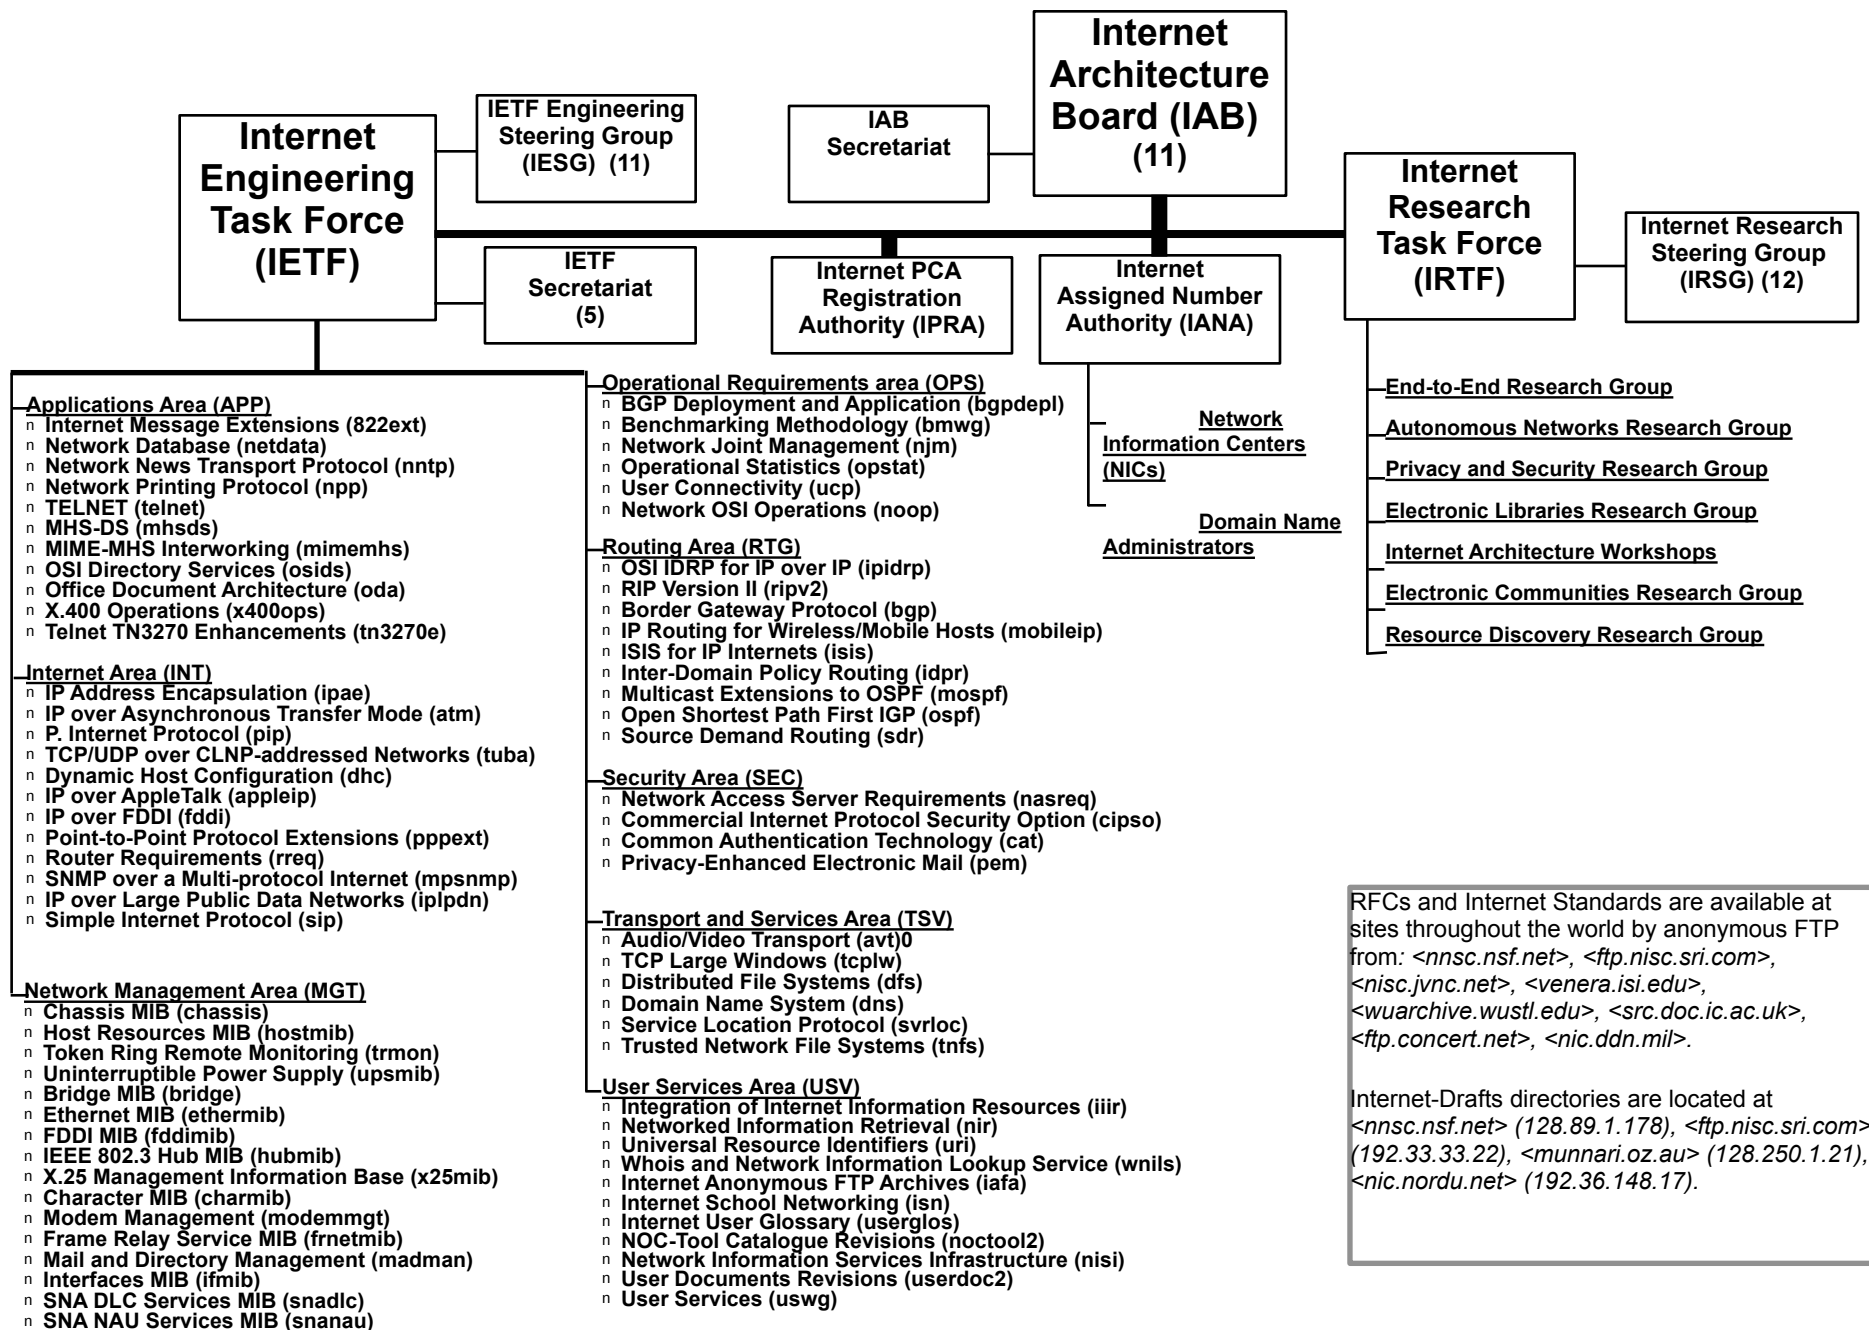 Internet
Architecture
Board (IAB)
(11)
IETF Engineering
Steering Group
(IESG) (11)
IAB
Secretariat
Internet
Engineering
Task Force
(IETF)
Internet
Research
Task Force
(IRTF)
Internet Research
Steering Group
(IRSG) (12)
IETF
Secretariat
(5)
Internet PCA
Registration
Authority (IPRA)
Internet
Assigned Number
Authority (IANA)
Applications Area (APP)
n Internet Message Extensions (822ext)
n Network Database (netdata)
n Network News Transport Protocol (nntp)
n Network Printing Protocol (npp)
n TELNET (telnet)
n MHS-DS (mhsds)
n MIME-MHS Interworking (mimemhs)
n OSI Directory Services (osids)
n Office Document Architecture (oda)
n X.400 Operations (x400ops)
n Telnet TN3270 Enhancements (tn3270e)
Internet Area (INT)
n IP Address Encapsulation (ipae)
n IP over Asynchronous Transfer Mode (atm)
n P. Internet Protocol (pip)
n TCP/UDP over CLNP-addressed Networks (tuba)
n Dynamic Host Configuration (dhc)
n IP over AppleTalk (appleip)
n IP over FDDI (fddi)
n Point-to-Point Protocol Extensions (pppext)
n Router Requirements (rreq)
n SNMP over a Multi-protocol Internet (mpsnmp)
n IP over Large Public Data Networks (iplpdn)
n Simple Internet Protocol (sip)
Network Management Area (MGT)
n Chassis MIB (chassis)
n Host Resources MIB (hostmib)
n Token Ring Remote Monitoring (trmon)
n Uninterruptible Power Supply (upsmib)
n Bridge MIB (bridge)
n Ethernet MIB (ethermib)
n FDDI MIB (fddimib)
n IEEE 802.3 Hub MIB (hubmib)
n X.25 Management Information Base (x25mib)
n Character MIB (charmib)
n Modem Management (modemmgt)
n Frame Relay Service MIB (frnetmib)
n Mail and Directory Management (madman)
n Interfaces MIB (ifmib)
n SNA DLC Services MIB (snadlc)
n SNA NAU Services MIB (snanau)
Operational Requirements area (OPS)
n BGP Deployment and Application (bgpdepl)
n Benchmarking Methodology (bmwg)
n Network Joint Management (njm)
n Operational Statistics (opstat)
n User Connectivity (ucp)
n Network OSI Operations (noop)
Routing Area (RTG)
n OSI IDRP for IP over IP (ipidrp)
n RIP Version II (ripv2)
n Border Gateway Protocol (bgp)
n IP Routing for Wireless/Mobile Hosts (mobileip)
n ISIS for IP Internets (isis)
n Inter-Domain Policy Routing (idpr)
n Multicast Extensions to OSPF (mospf)
n Open Shortest Path First IGP (ospf)
n Source Demand Routing (sdr)
Security Area (SEC)
n Network Access Server Requirements (nasreq)
n Commercial Internet Protocol Security Option (cipso)
n Common Authentication Technology (cat)
n Privacy-Enhanced Electronic Mail (pem)
Transport and Services Area (TSV)
n Audio/Video Transport (avt)0
n TCP Large Windows (tcplw)
n Distributed File Systems (dfs)
n Domain Name System (dns)
n Service Location Protocol (svrloc)
n Trusted Network File Systems (tnfs)
User Services Area (USV)
n Integration of Internet Information Resources (iiir)
n Networked Information Retrieval (nir)
n Universal Resource Identifiers (uri)
n Whois and Network Information Lookup Service (wnils)
n Internet Anonymous FTP Archives (iafa)
n Internet School Networking (isn)
n Internet User Glossary (userglos)
n NOC-Tool Catalogue Revisions (noctool2)
n Network Information Services Infrastructure (nisi)
n User Documents Revisions (userdoc2)
n User Services (uswg)
Network
Information Centers
(NICs)
Domain Name
Administrators
End-to-End Research Group
Autonomous Networks Research Group
Privacy and Security Research Group
Electronic Libraries Research Group
Internet Architecture Workshops
Electronic Communities Research Group
Resource Discovery Research Group
RFCs and Internet Standards are available at
sites throughout the world by anonymous FTP
from: <nnsc.nsf.net>, <ftp.nisc.sri.com>,
<nisc.jvnc.net>, <venera.isi.edu>,
<wuarchive.wustl.edu>, <src.doc.ic.ac.uk>,
<ftp.concert.net>, <nic.ddn.mil>.
Internet-Drafts directories are located at
<nnsc.nsf.net> (128.89.1.178), <ftp.nisc.sri.com>
(192.33.33.22), <munnari.oz.au> (128.250.1.21),
<nic.nordu.net> (192.36.148.17).